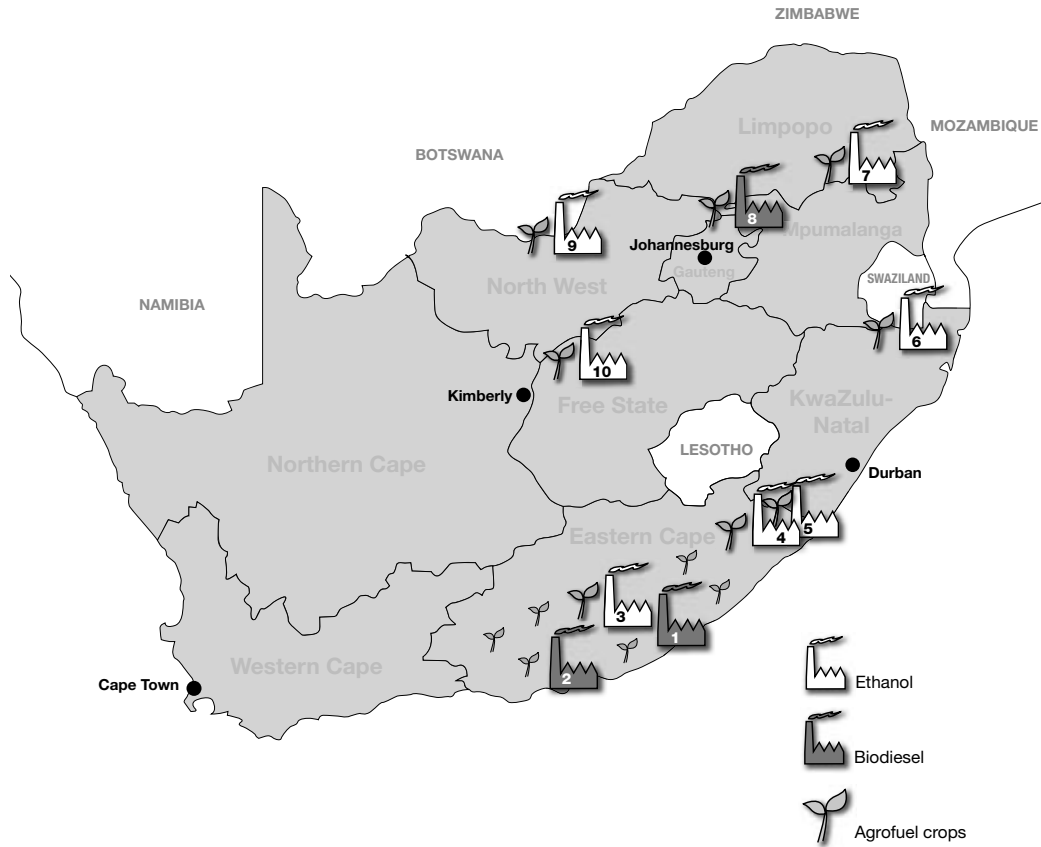 ZIMBABWE
Limpopo
MOZAMBIQUE
BOTSWANA
7
8
9
Mpumalanga
Johannesburg
Gauteng
SWAZILAND
North West
NAMIBIA
6
10
Kimberly
Free State
KwaZulu-
Natal
LESOTHO
Northern Cape
Durban
5
4
Eastern Cape
3
1
Western Cape
2
Cape Town
Ethanol
Biodiesel
Agrofuel crops